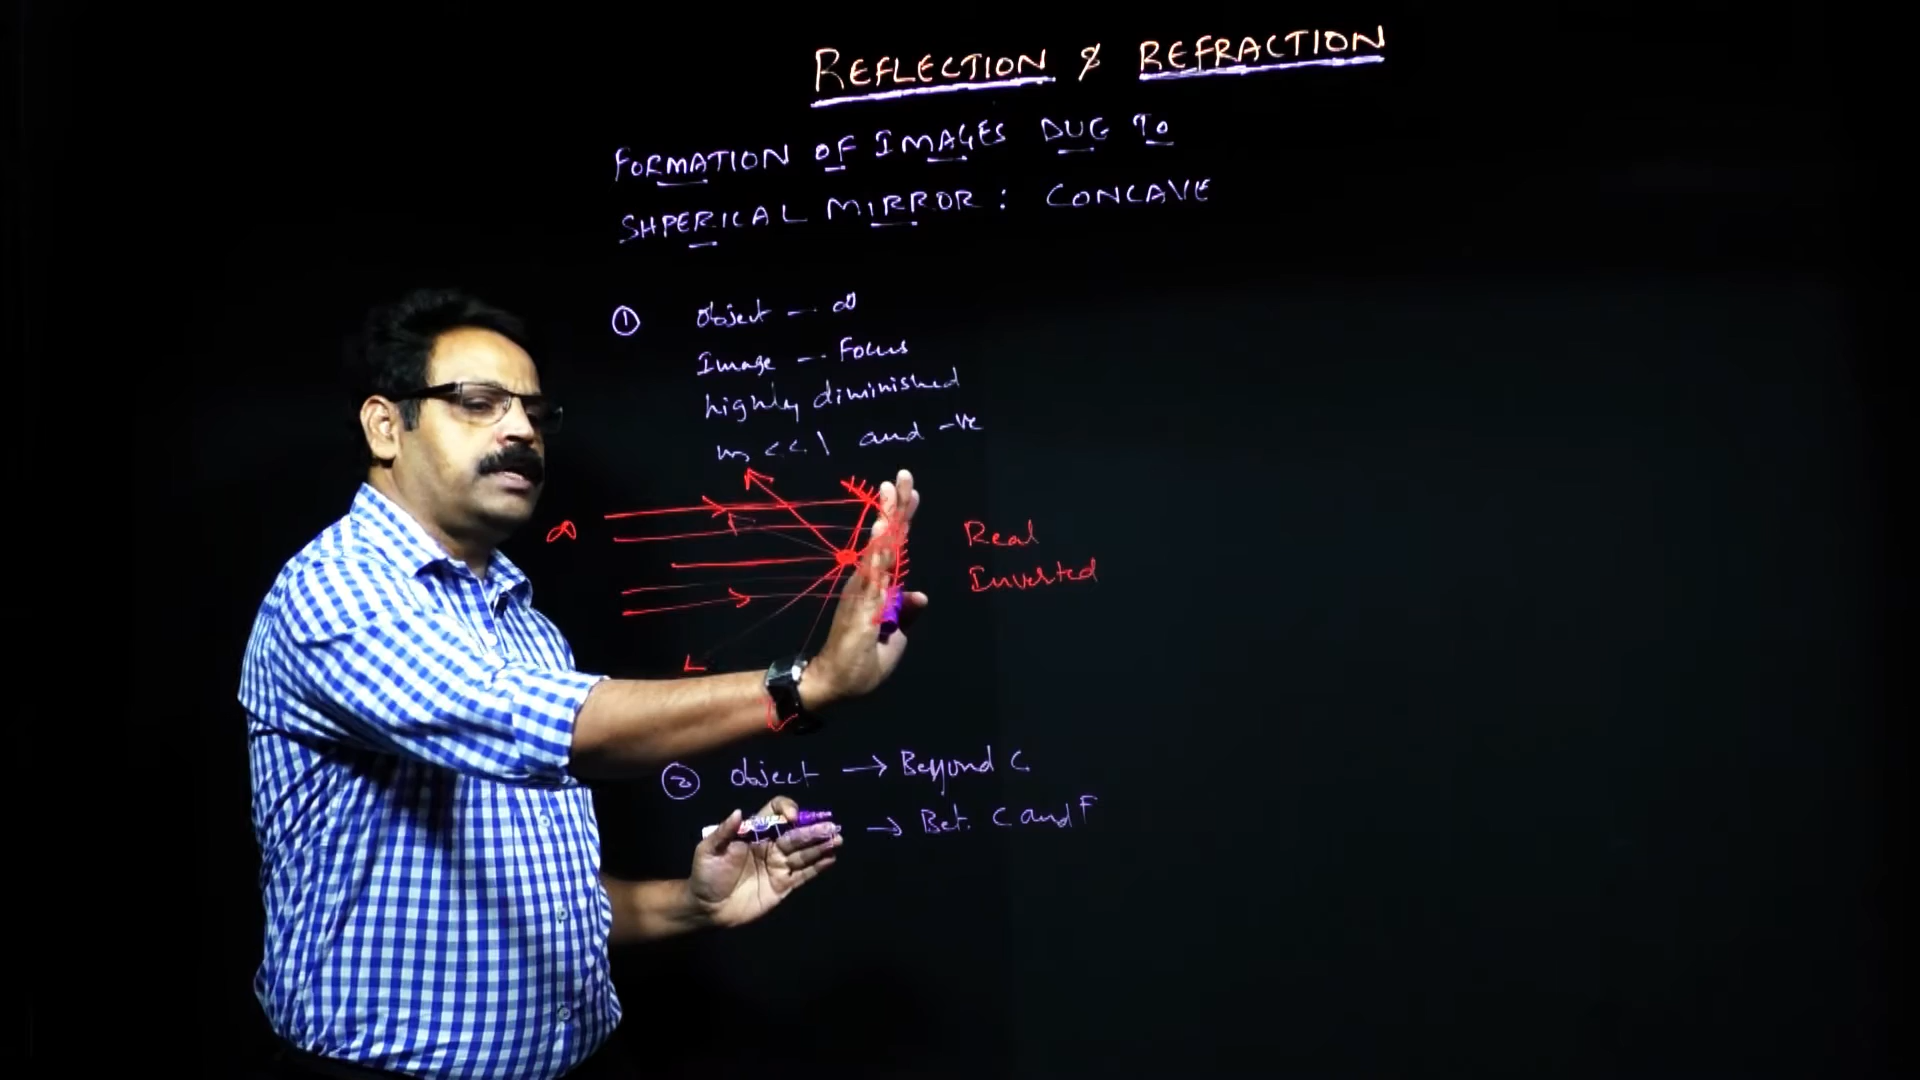 REFLECTION & REFRACTION
FORMATION OF IMAGES DUE TO
SHPERICAL MIRROR : CONCAVE
① Object -- ∞
Image -- Focus
highly diminished
m << 1 and -ve
∞
Real
Inverted
② Object → Beyond C
→ Bet. C and F